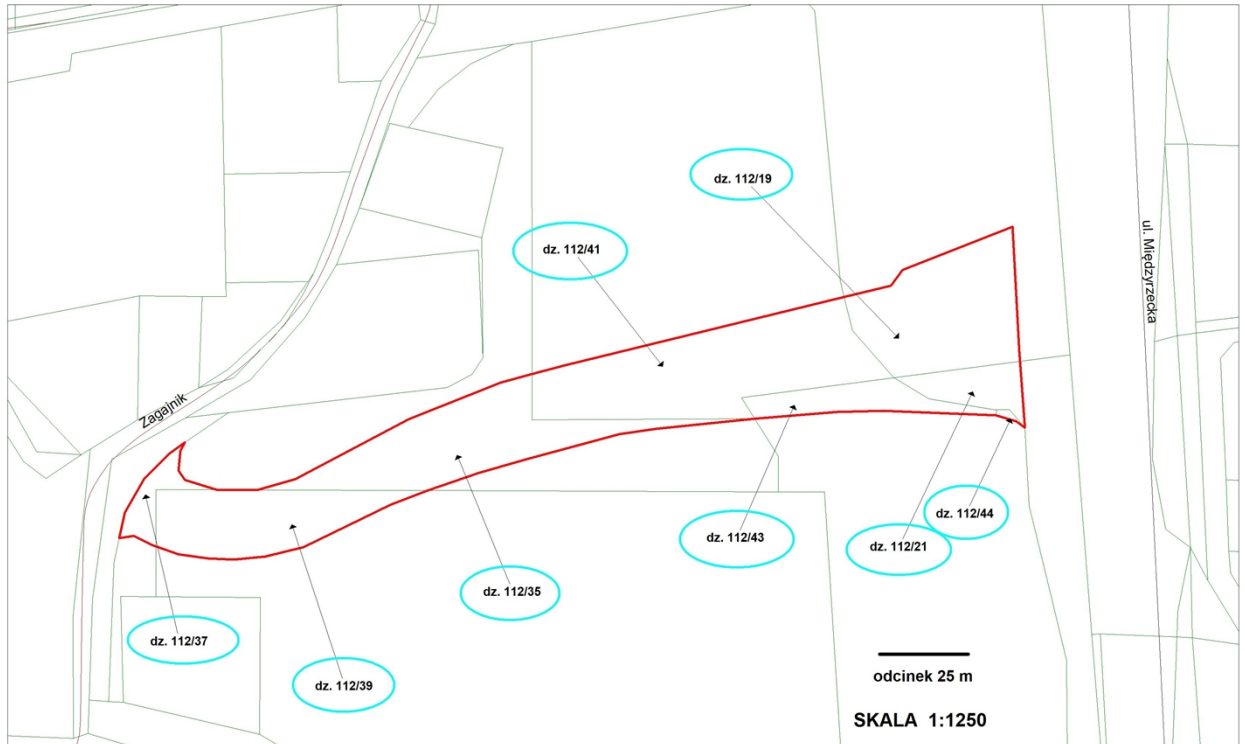 dz. 112/19
dz. 112/41
ul. Międzyrzecka
Zagajnik
dz. 112/44
dz. 112/43
dz. 112/21
dz. 112/35
dz. 112/37
dz. 112/39
odcinek 25 m
SKALA 1:1250